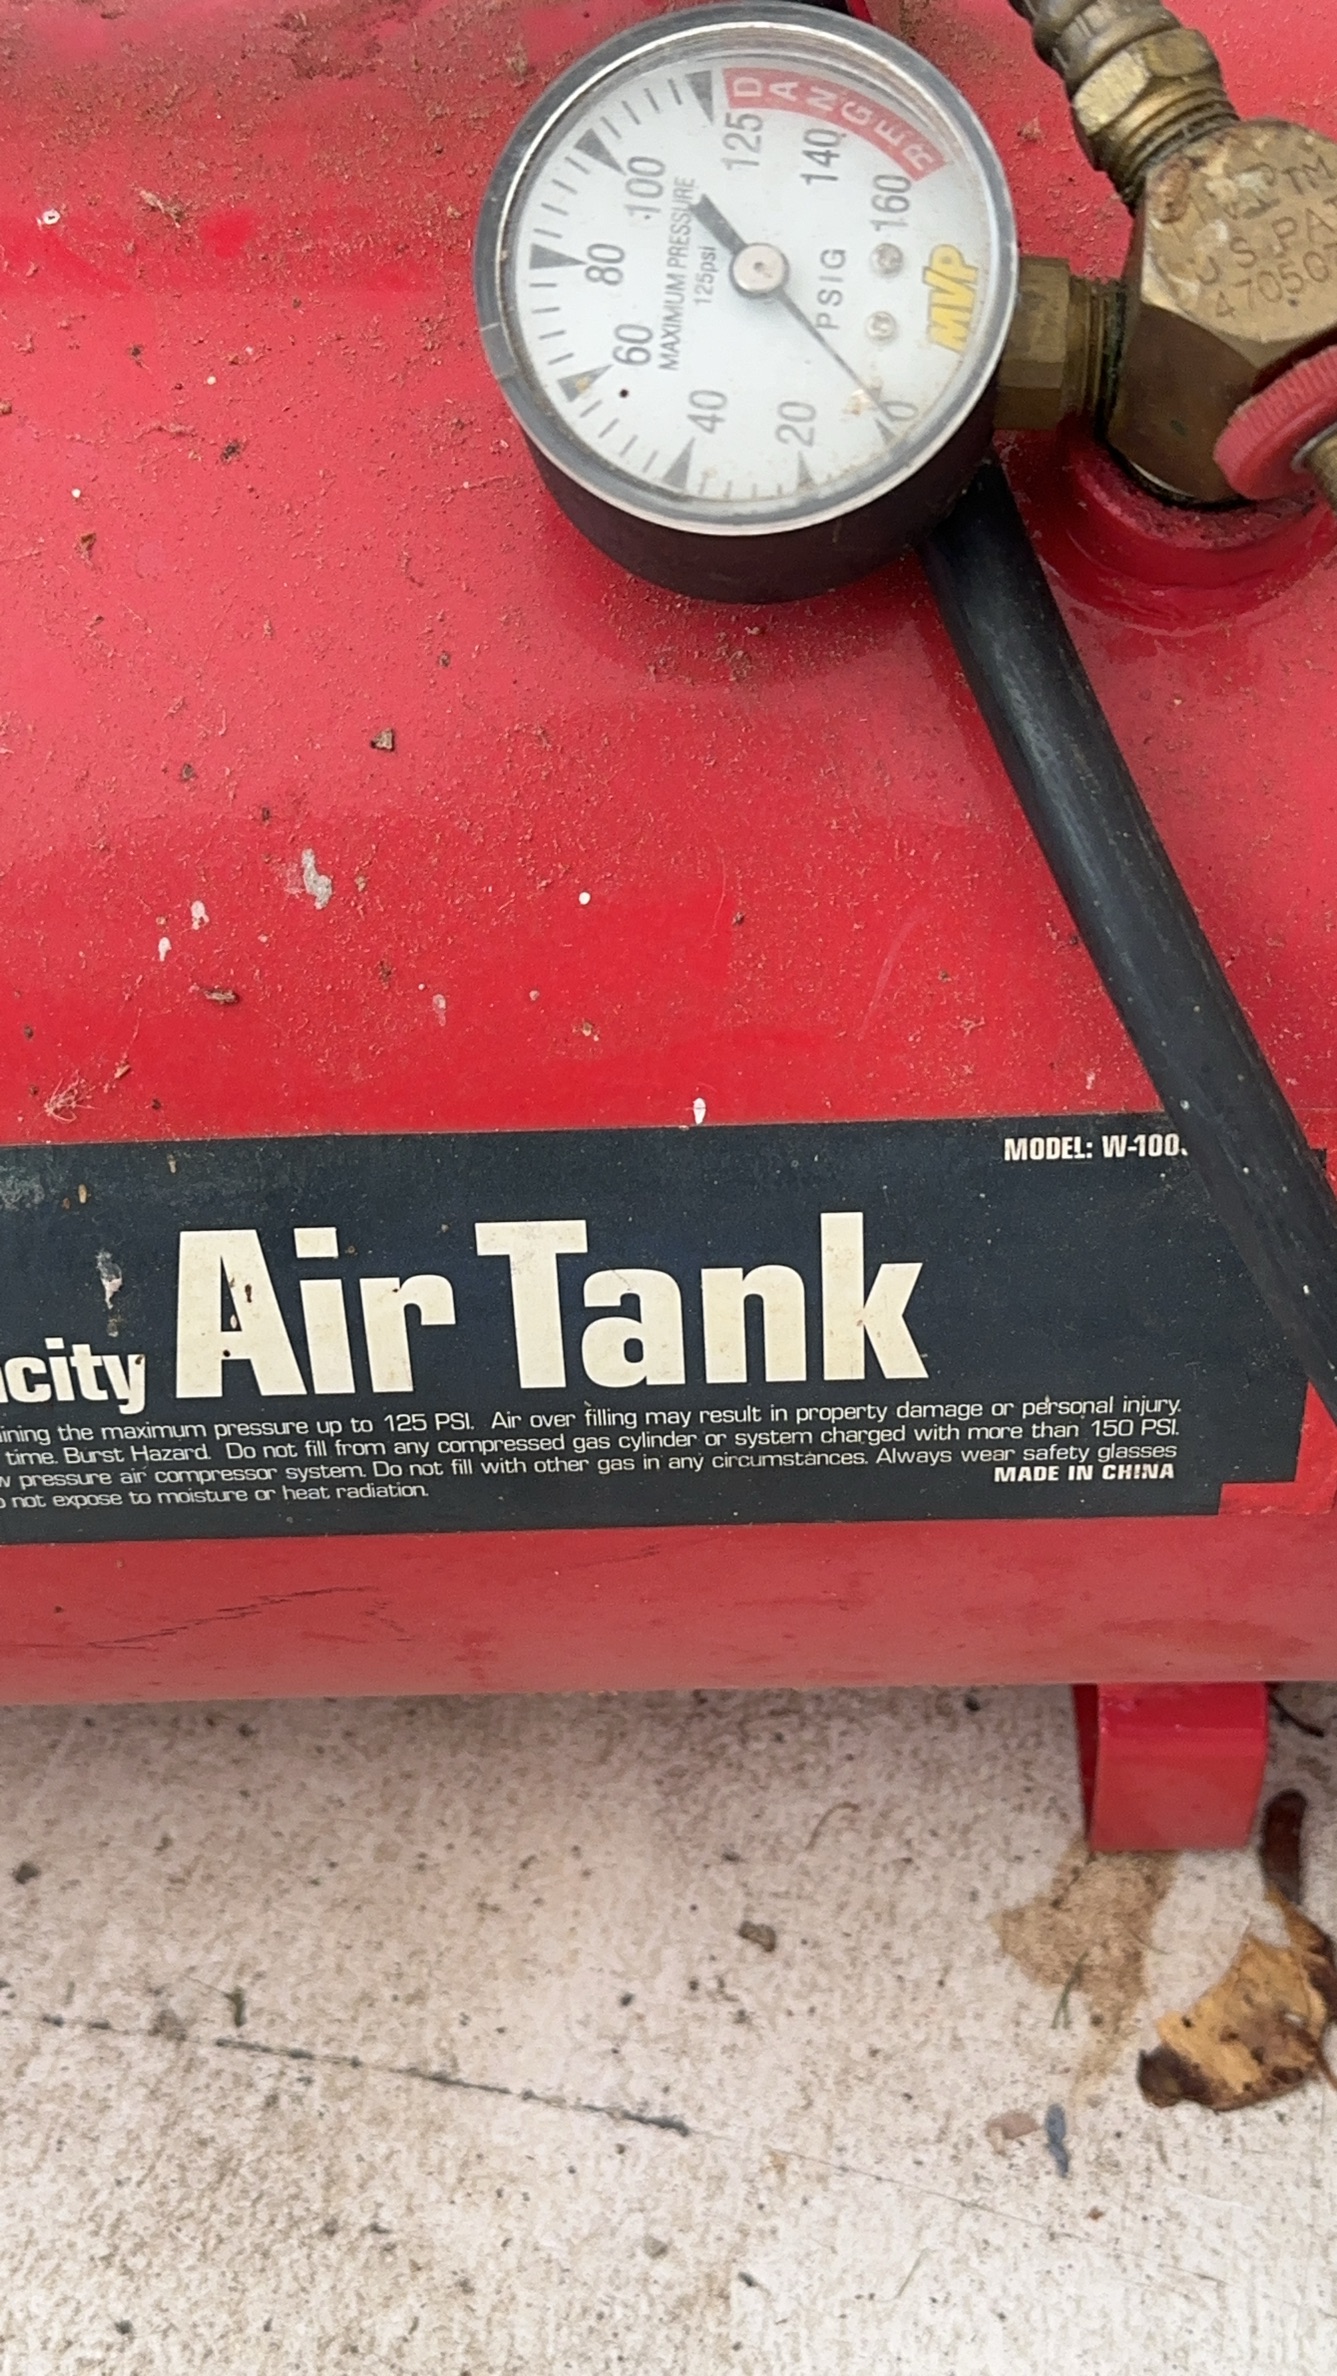 DANGER
125
140
160
100
80
60
40
20
0
MAXIMUM PRESSURE
125psi
PSIG
MVP
TM
U.S.PAT
MODEL: W-100
Air Tank
the maximum pressure up to 125 PSI. Air over filling may result in property damage or personal injury.
time. Burst Hazard. Do not fill from any compressed gas cylinder or system charged with more than 150 PSI.
pressure air compressor system. Do not fill with other gas in any circumstances. Always wear safety glasses
not expose to moisture or heat radiation.
MADE IN CHINA